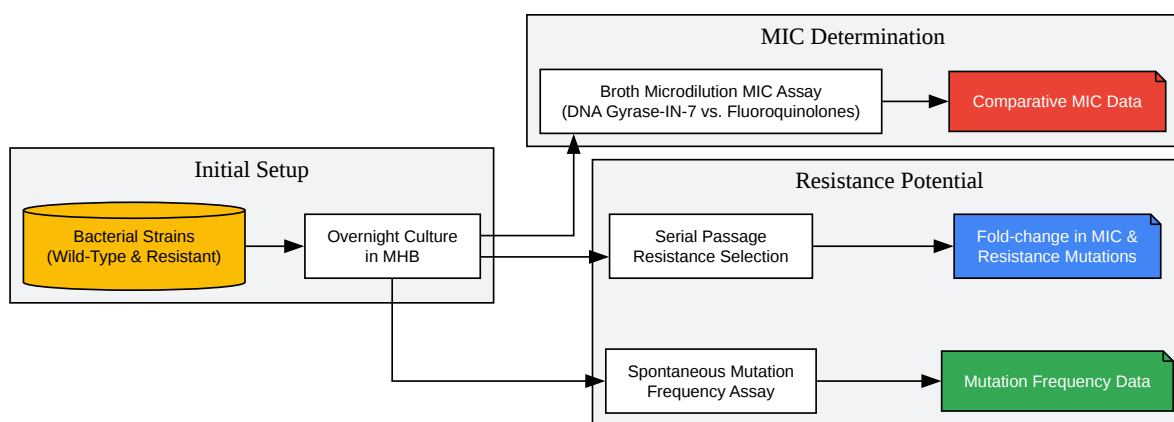 MIC Determination
Broth Microdilution MIC Assay
(DNA Gyrase-IN-7 vs. Fluoroquinolones)
Comparative MIC Data
Initial Setup
Bacterial Strains
(Wild-Type & Resistant)
Overnight Culture
in MHB
Resistance Potential
Serial Passage
Resistance Selection
Fold-change in MIC &
Resistance Mutations
Spontaneous Mutation
Frequency Assay
Mutation Frequency Data